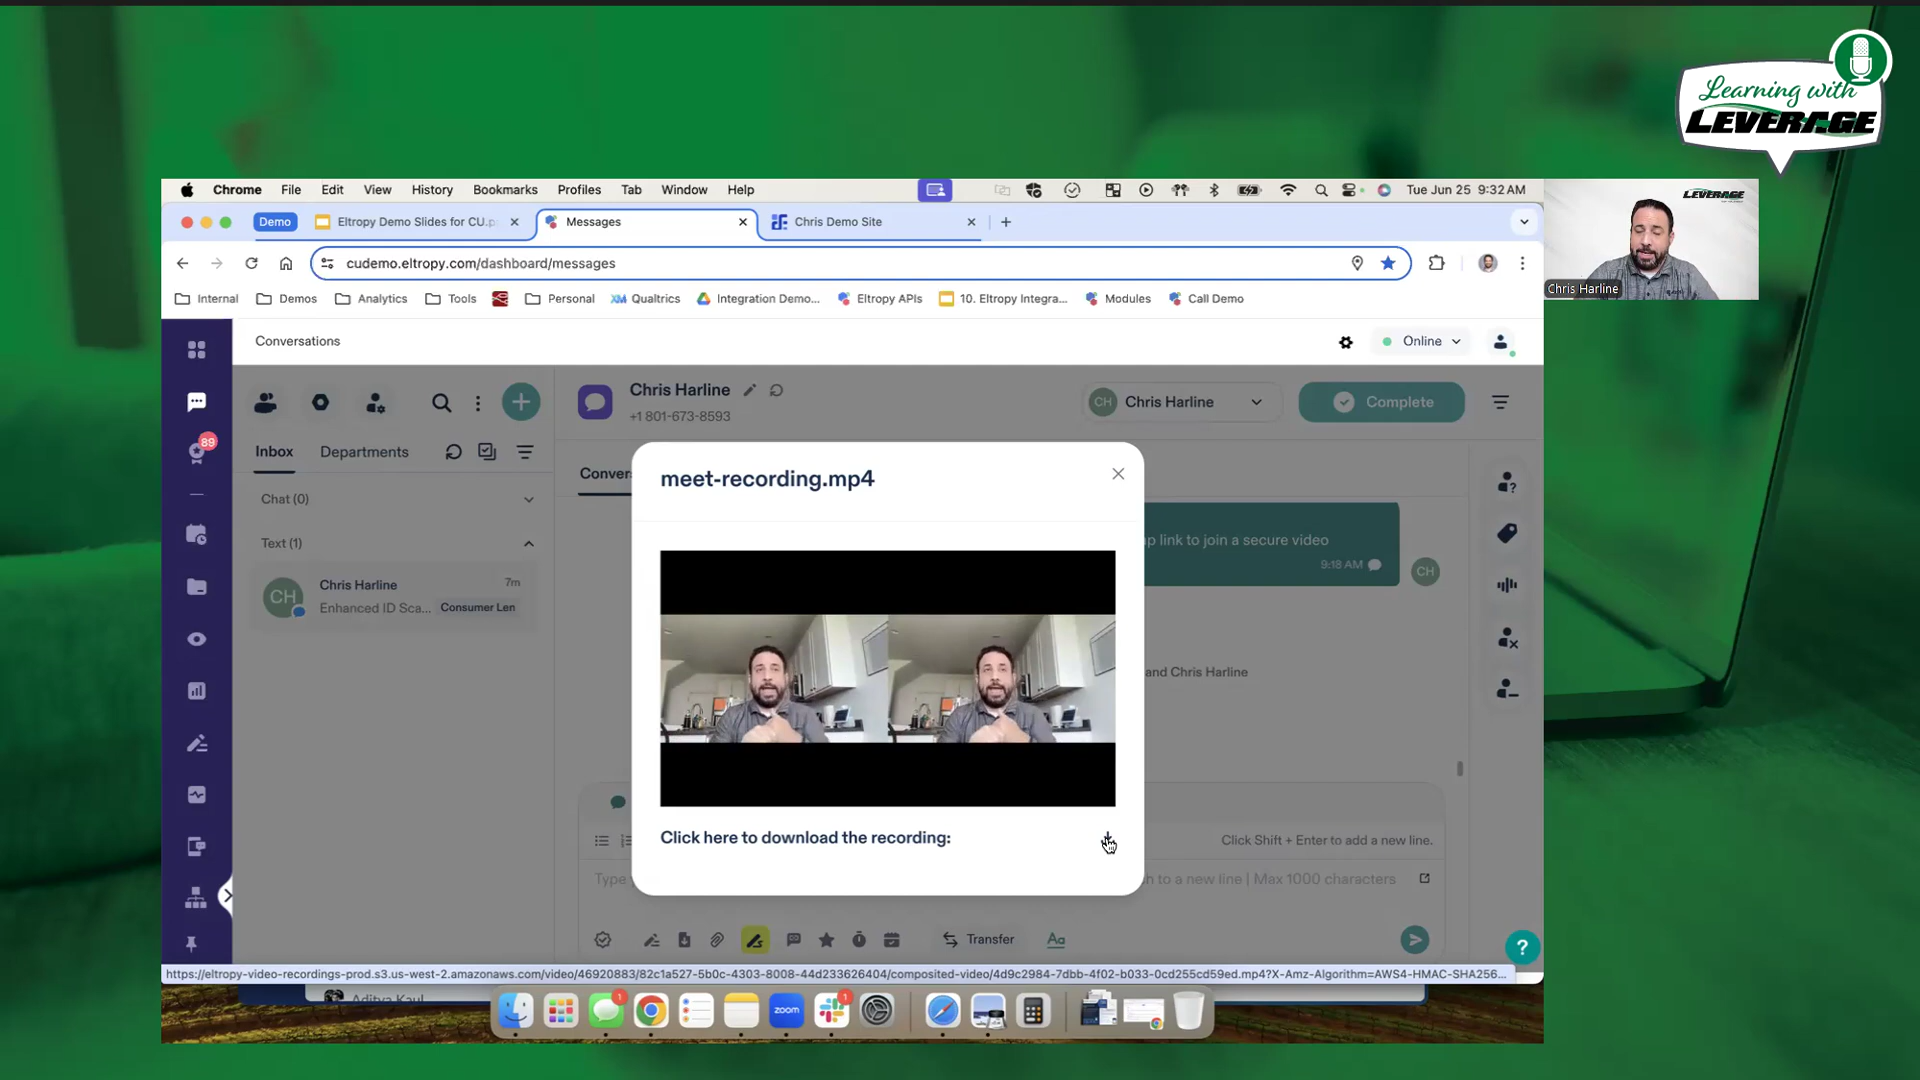 Learning with
LEVERAGE
Chrome File Edit View History Bookmarks Profiles Tab Window Help
Tue Jun 25 9:32 AM
LEVERAGE
Demo
Eltropy Demo Slides for CU.p
Messages
Chris Demo Site
cudemo.eltropy.com/dashboard/messages
Chris Harline
Internal Demos Analytics Tools Personal XM Qualtrics Integration Demo... Eltropy APIs 10. Eltropy Integra... Modules Call Demo
Conversations
Online
Chris Harline
+1 801-673-8593
CH Chris Harline
Complete
89
Inbox Departments
Conver
meet-recording.mp4
Chat (0)
Text (1)
p link to join a secure video
9:18 AM
CH
CH
Chris Harline
7m
Enhanced ID Sca...
Consumer Len
and Chris Harline
Click here to download the recording:
Click Shift + Enter to add a new line.
Type
h to a new line | Max 1000 characters
Transfer
Aa
?
https://eltropy-video-recordings-prod.s3.us-west-2.amazonaws.com/video/46920883/82c1a527-5b0c-4303-8008-44d233626404/composited-video/4d9c2984-7dbb-4f02-b033-0cd255cd59ed.mp4?X-Amz-Algorithm=AWS4-HMAC-SHA256...
Aditya Kaul
1
zoom
1